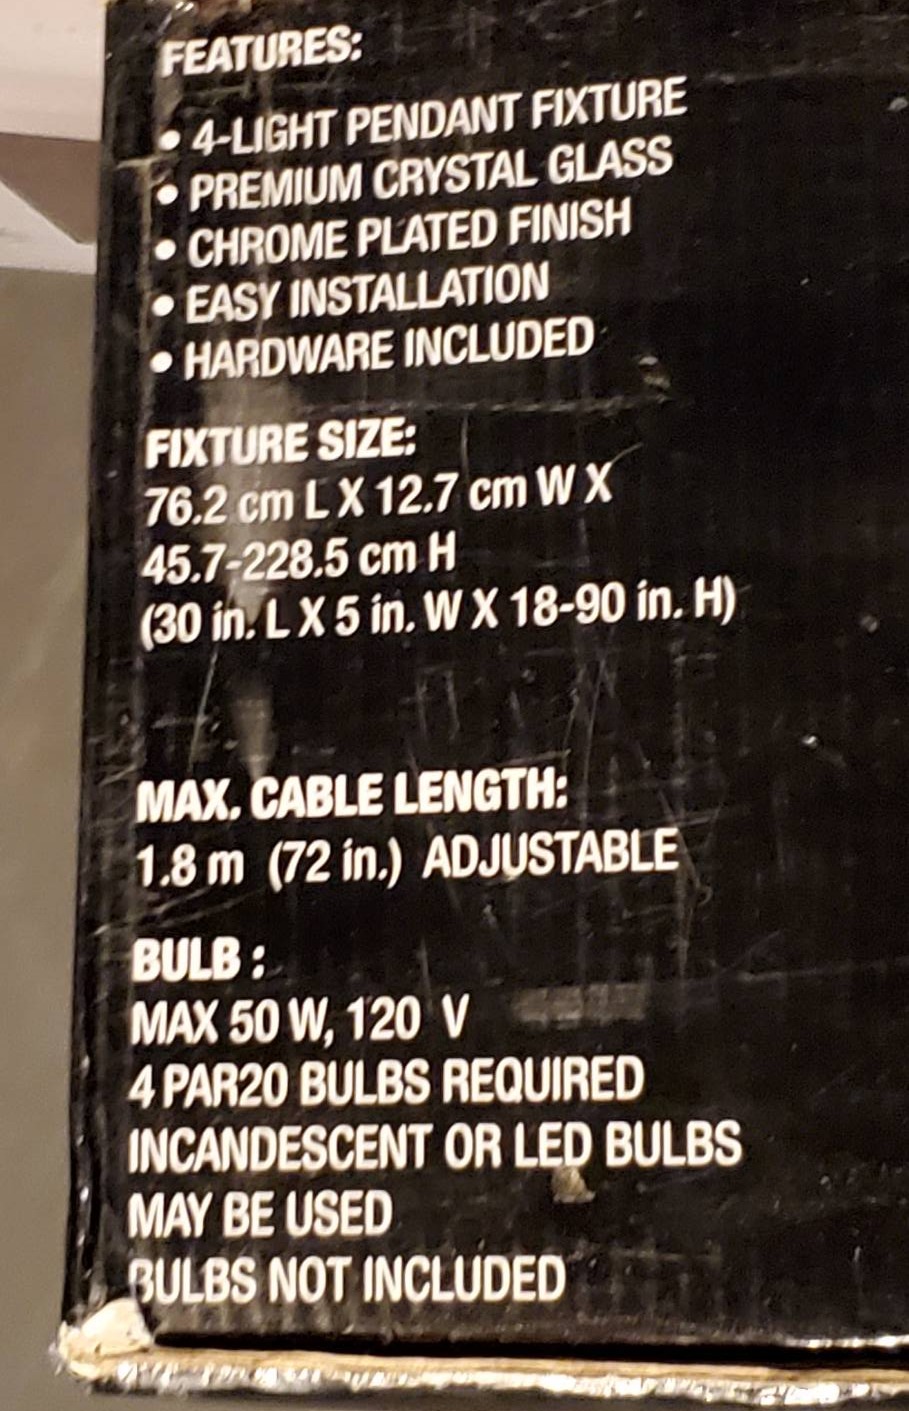 FEATURES:
• 4-LIGHT PENDANT FIXTURE
• PREMIUM CRYSTAL GLASS
• CHROME PLATED FINISH
• EASY INSTALLATION
• HARDWARE INCLUDED
FIXTURE SIZE:
76.2 cm L X 12.7 cm W X
45.7-228.5 cm H
(30 in. L X 5 in. W X 18-90 in. H)
MAX. CABLE LENGTH:
1.8 m (72 in.) ADJUSTABLE
BULB :
MAX 50 W, 120 V
4 PAR20 BULBS REQUIRED
INCANDESCENT OR LED BULBS
MAY BE USED
BULBS NOT INCLUDED